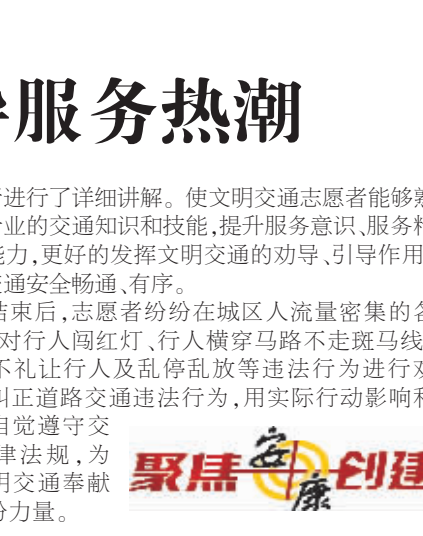 服务热潮
进行了详细讲解。使文明交通志愿者能够
业的交通知识和技能,提升服务意识、服务
力,更好的发挥文明交通的劝导、引导作用
通安全畅通、有序。
结束后,志愿者纷纷在城区人流量密集的
对行人闯红灯、行人横穿马路不走斑马线
不礼让行人及乱停乱放等违法行为进行
纠正道路交通违法行为,用实际行动影响
自觉遵守交
律法规,为
明交通奉献
份力量。
聚焦安康创建